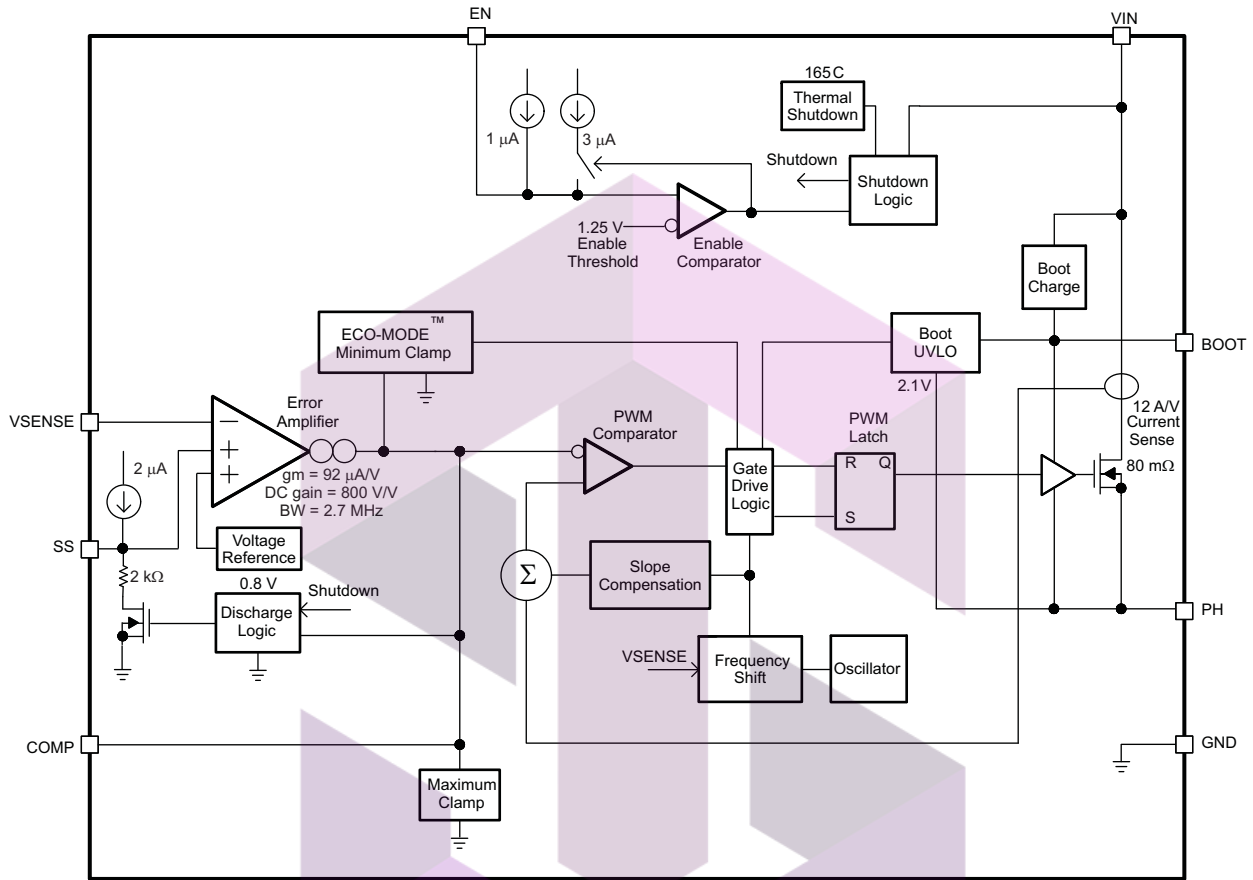 EN
VIN
165C
Thermal
Shutdown
1 μA
3 μA
Shutdown
Shutdown
Logic
1.25 V
Enable
Threshold
Enable
Comparator
Boot
Charge
ECO-MODE™
Minimum Clamp
Boot
UVLO
BOOT
2.1V
VSENSE
Error
Amplifier
PWM
Comparator
PWM
Latch
12 A/V
Current
Sense
80 mΩ
2 μA
gm = 92 μA/V
DC gain = 800 V/V
BW = 2.7 MHz
Gate
Drive
Logic
R
Q
S
SS
Voltage
Reference
2 kΩ
0.8 V
Shutdown
Discharge
Logic
Σ
Slope
Compensation
PH
VSENSE
Frequency
Shift
Oscillator
COMP
GND
Maximum
Clamp